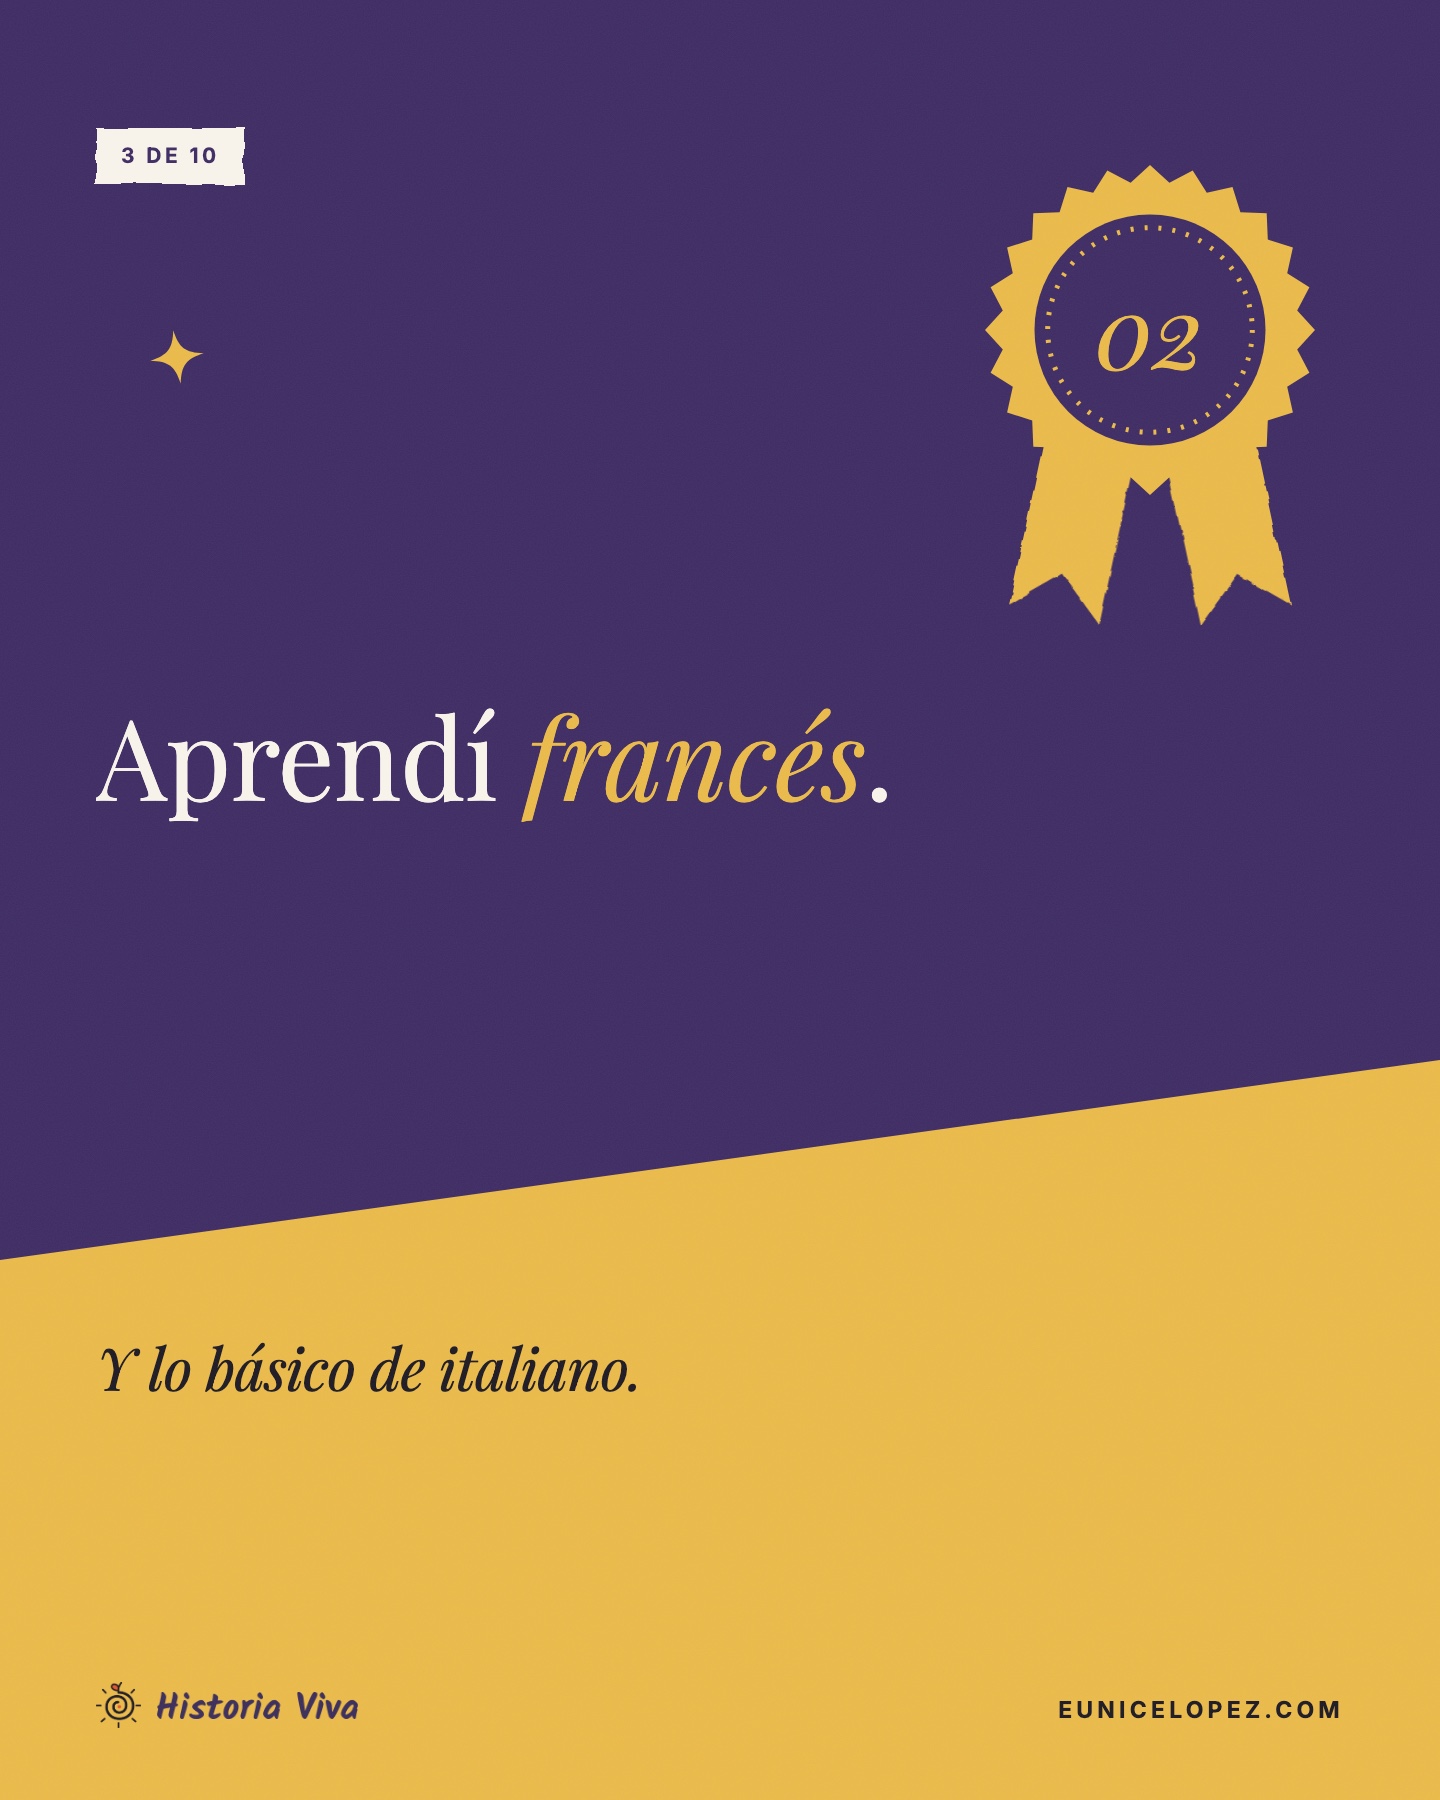 3 DE 10
02
Aprendí francés.
Y lo básico de italiano.
Historia Viva
EUNICELOPEZ.COM